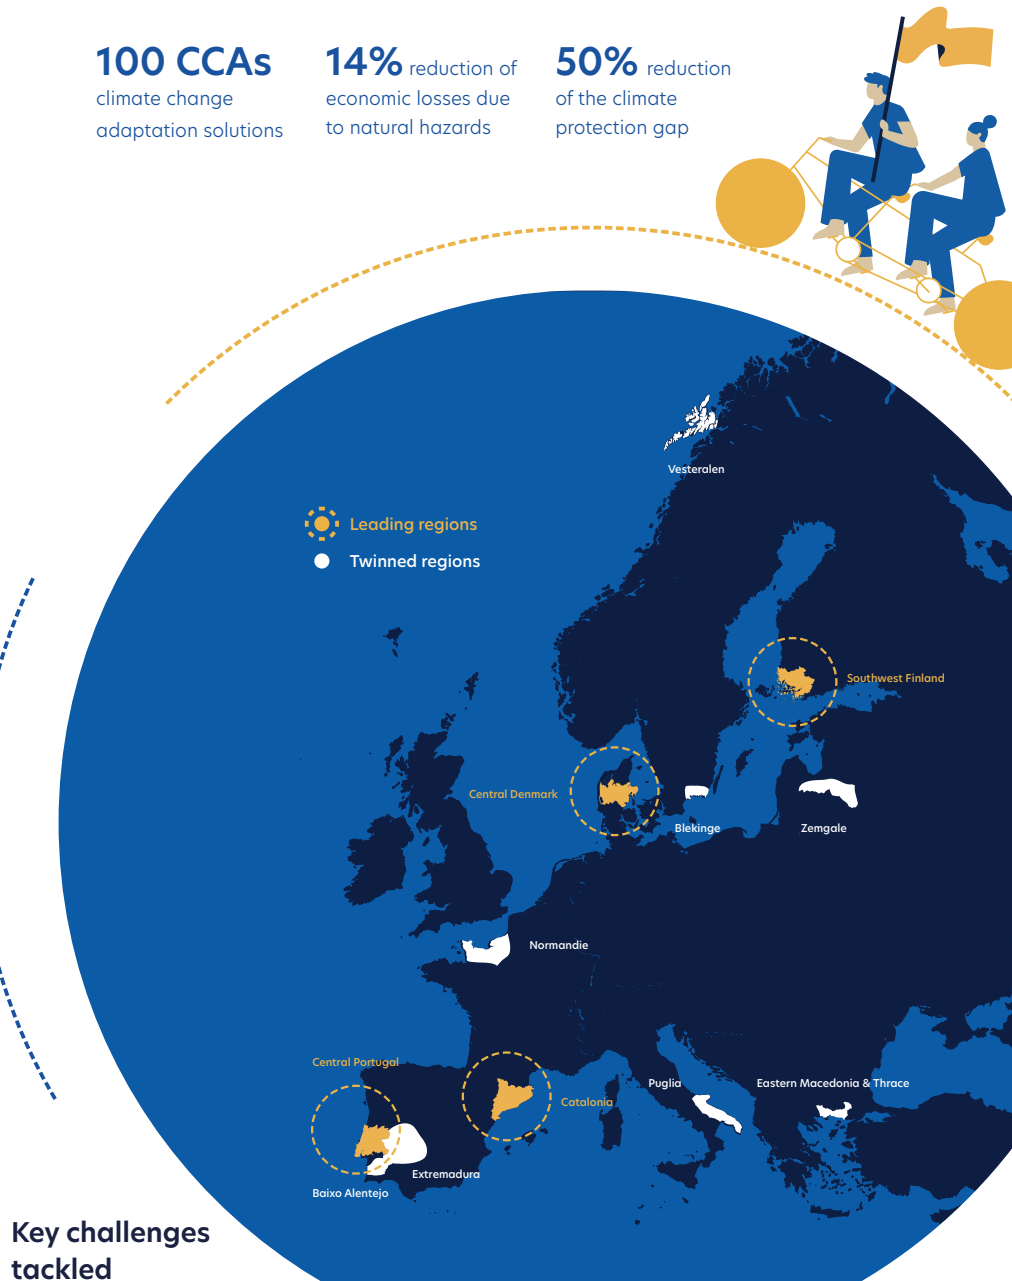 100 CCAs
climate change
adaptation solutions
14% reduction of
economic losses due
to natural hazards
50% reduction
of the climate
protection gap
Vesteralen
Leading regions
Twinned regions
Southwest Finland
Central Denmark
Blekinge
Zemgale
Normandie
Central Portugal
Catalonia
Puglia
Eastern Macedonia & Thrace
Extremadura
Baixo Alentejo
Key challenges
tackled